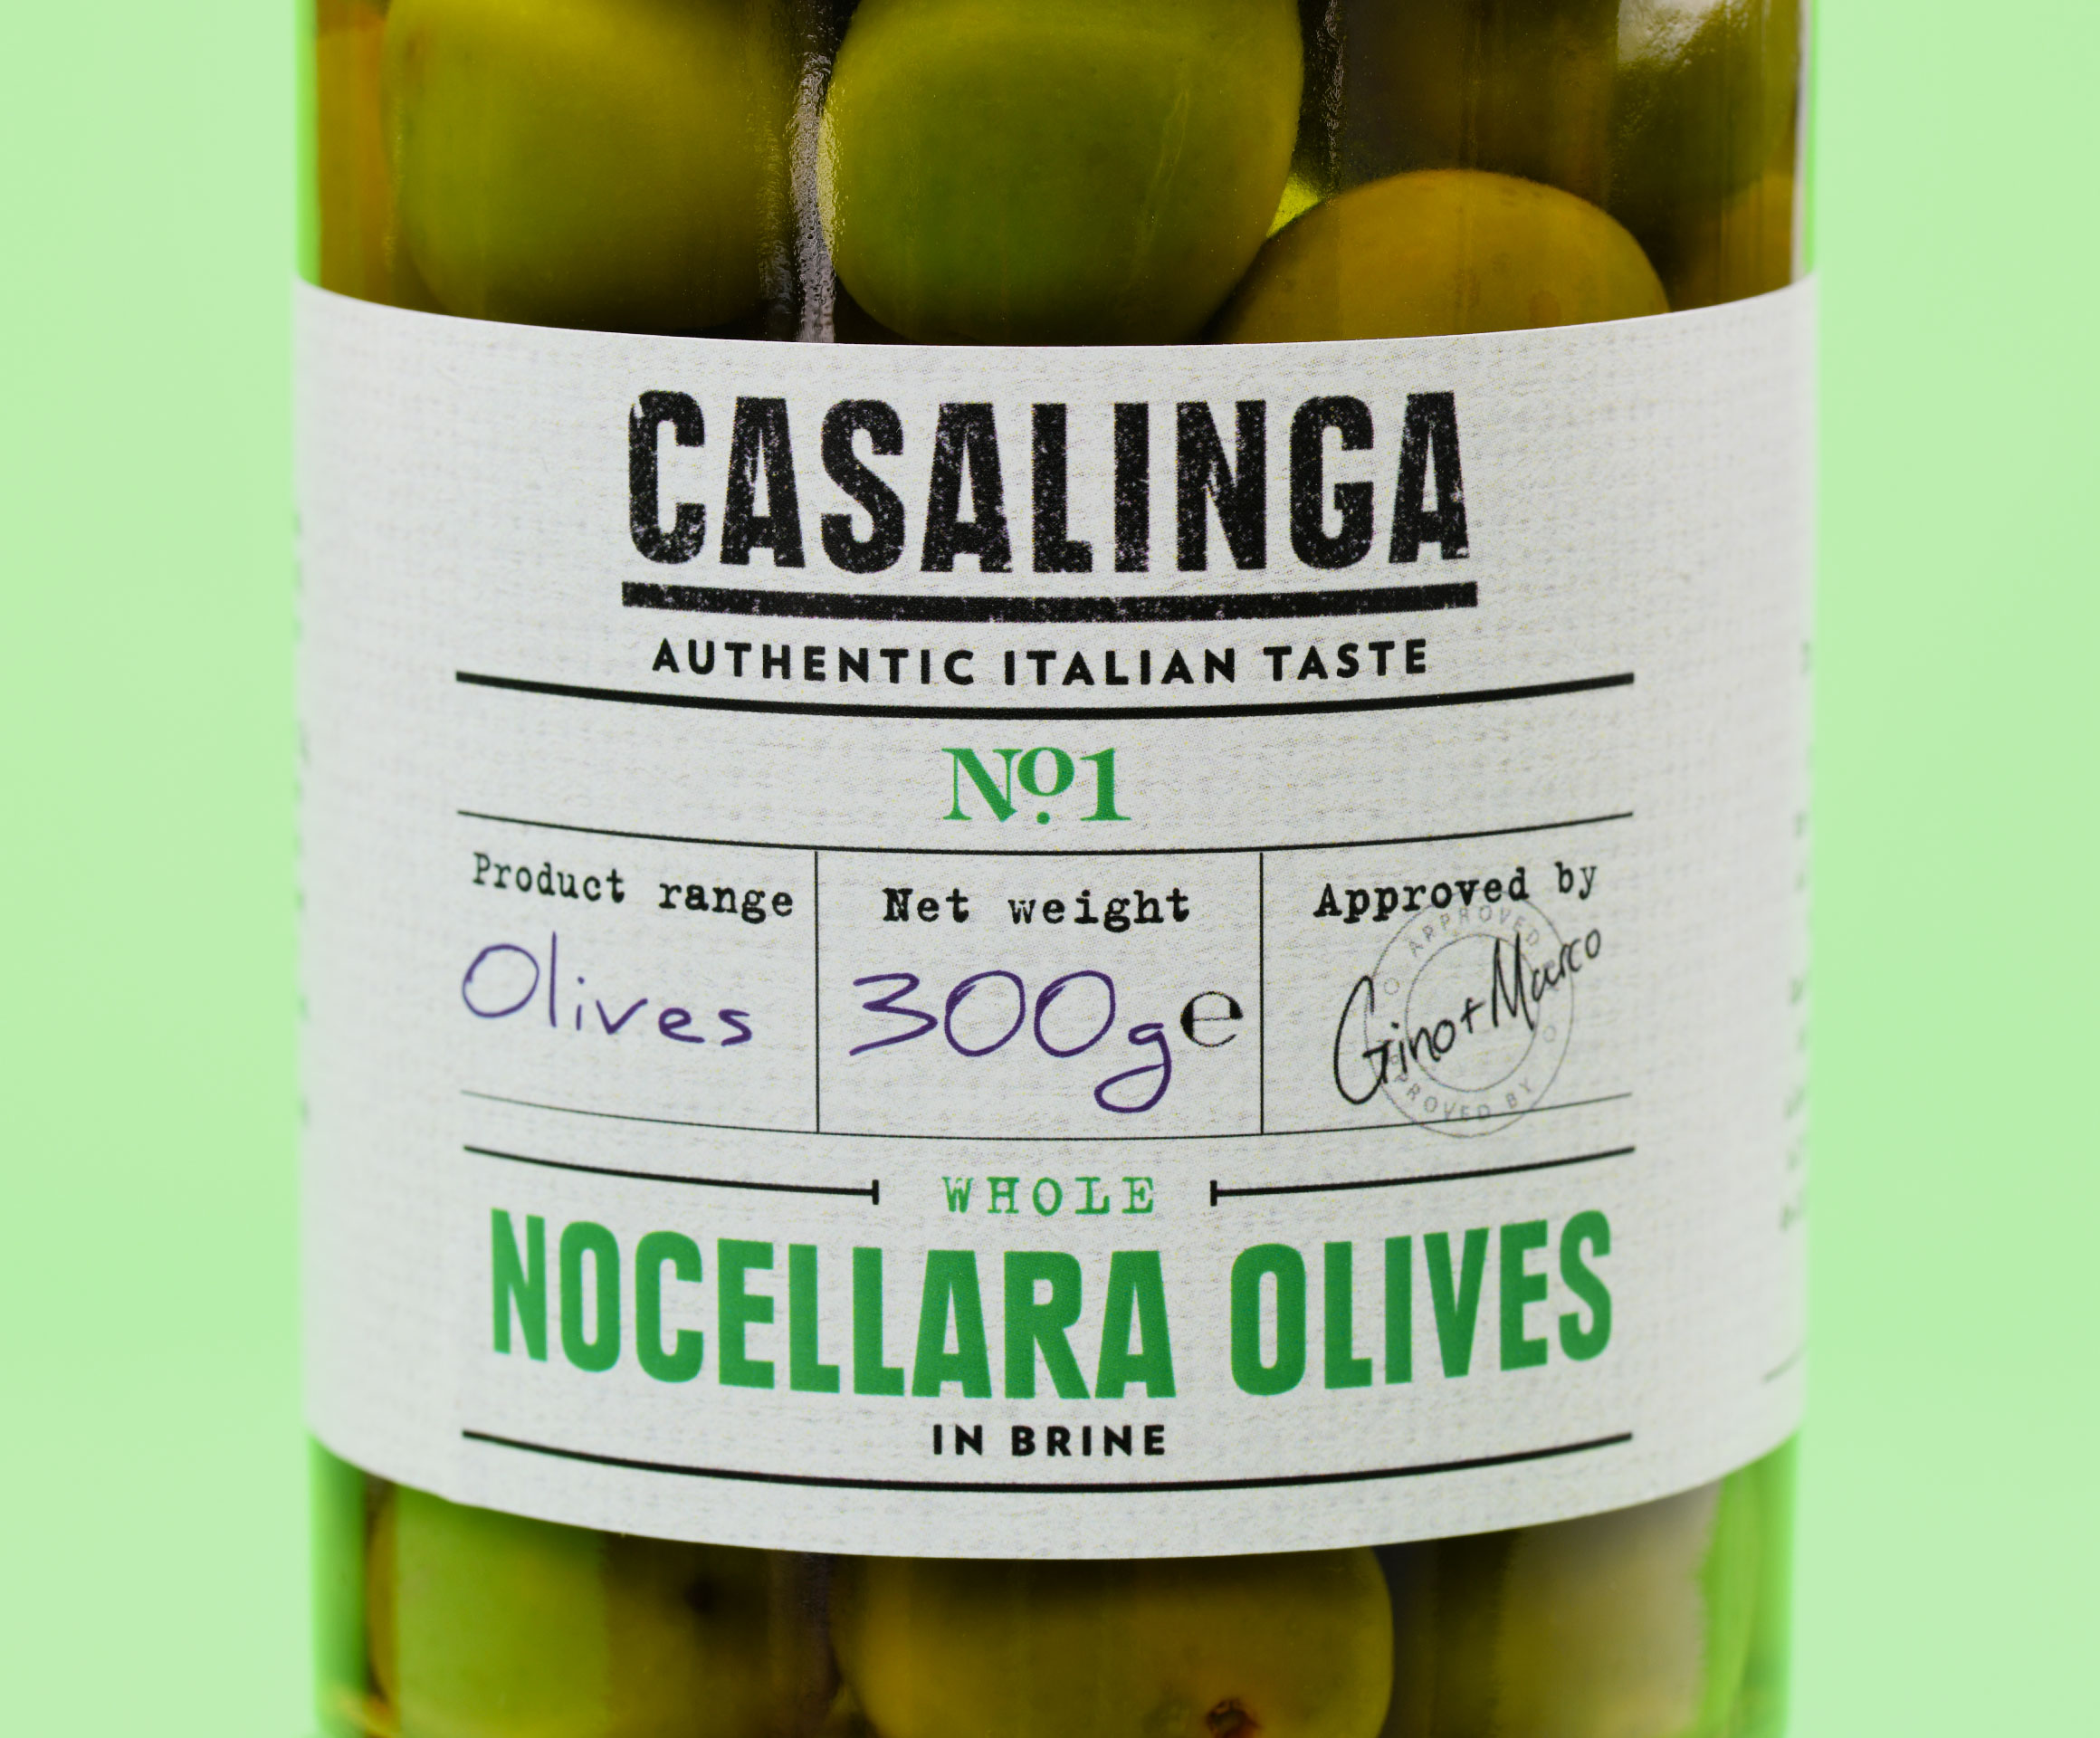 CASALINGA
AUTHENTIC ITALIAN TASTE
Nº1
Product range
Olives
Net weight
300g e
Approved by
APPROVED
Gino + Marco
PROVED BY
WHOLE
NOCELLARA OLIVES
IN BRINE